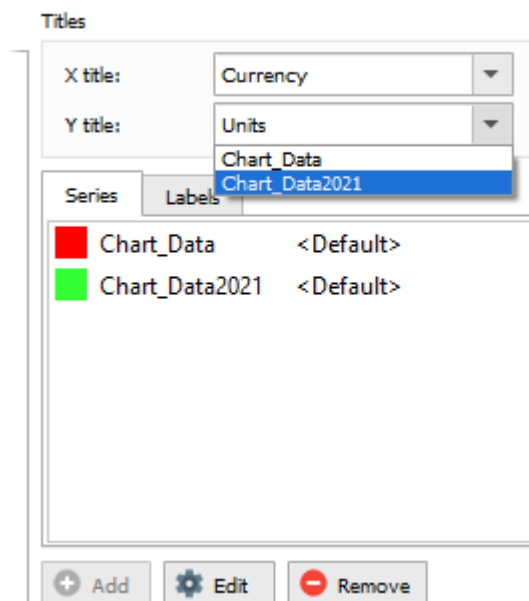 Titles
X title: Currency
Y title: Units
Chart_Data
Chart_Data2021
Series Labels
Chart_Data <Default>
Chart_Data2021 <Default>
Add Edit Remove